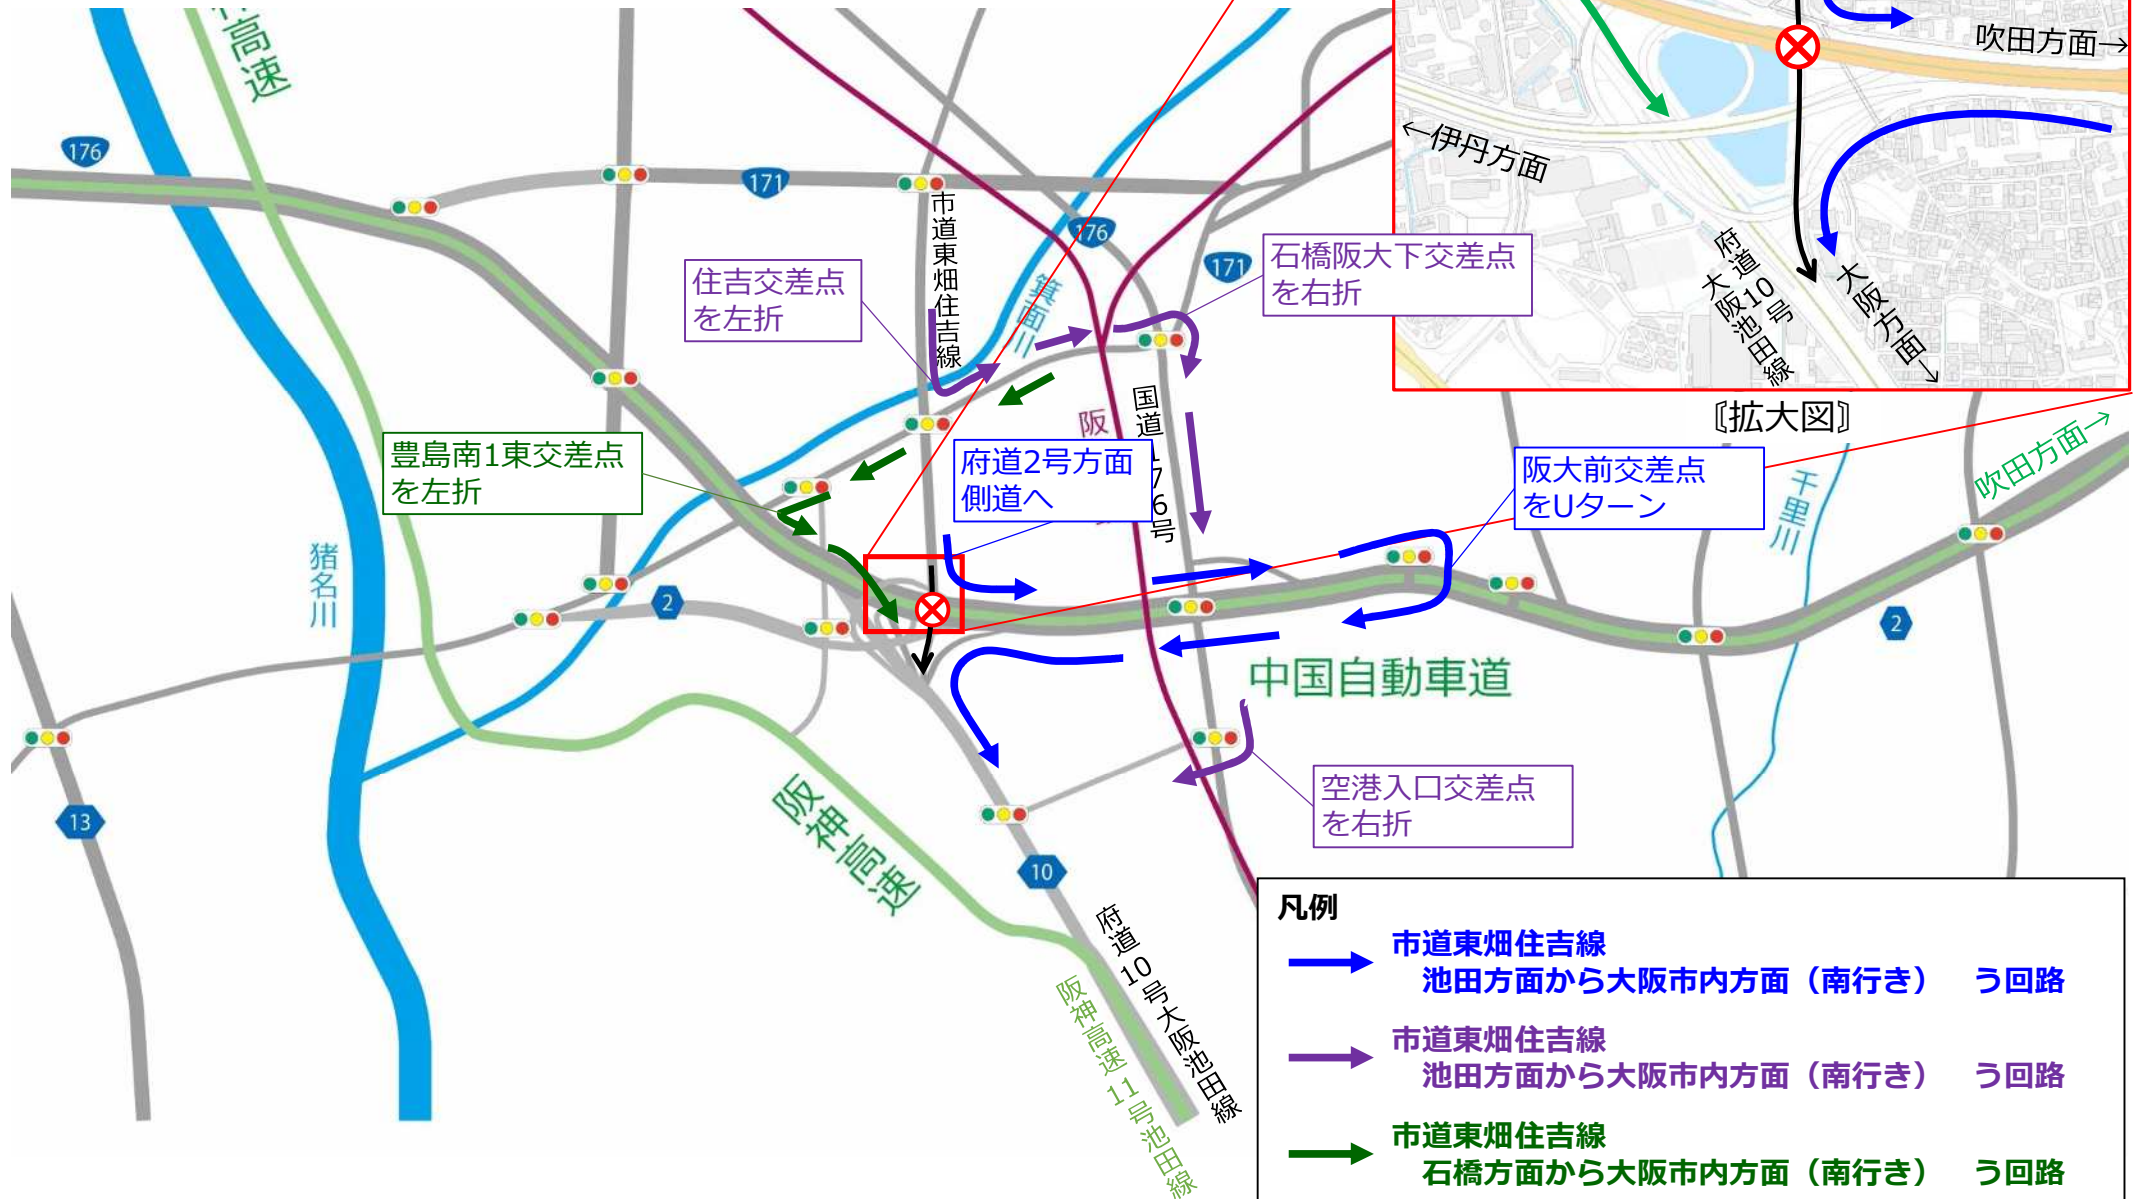 高速
176
171
市道東畑住吉線
176
171
箕面川
住吉交差点
を左折
石橋阪大下交差点
を右折
吹田方面→
←伊丹方面
府道10号
大阪池田線
大阪方面→
〖拡大図〗
豊島南1東交差点
を左折
府道2号方面
側道へ
阪
国道176号
阪大前交差点
をUターン
千里川
吹田方面→
猪名川
2
2
中国自動車道
空港入口交差点
を右折
13
阪神高速
10
府道10号大阪池田線
阪神高速11号池田線
凡例
市道東畑住吉線
池田方面から大阪市内方面（南行き）　う回路
市道東畑住吉線
池田方面から大阪市内方面（南行き）　う回路
市道東畑住吉線
石橋方面から大阪市内方面（南行き）　う回路